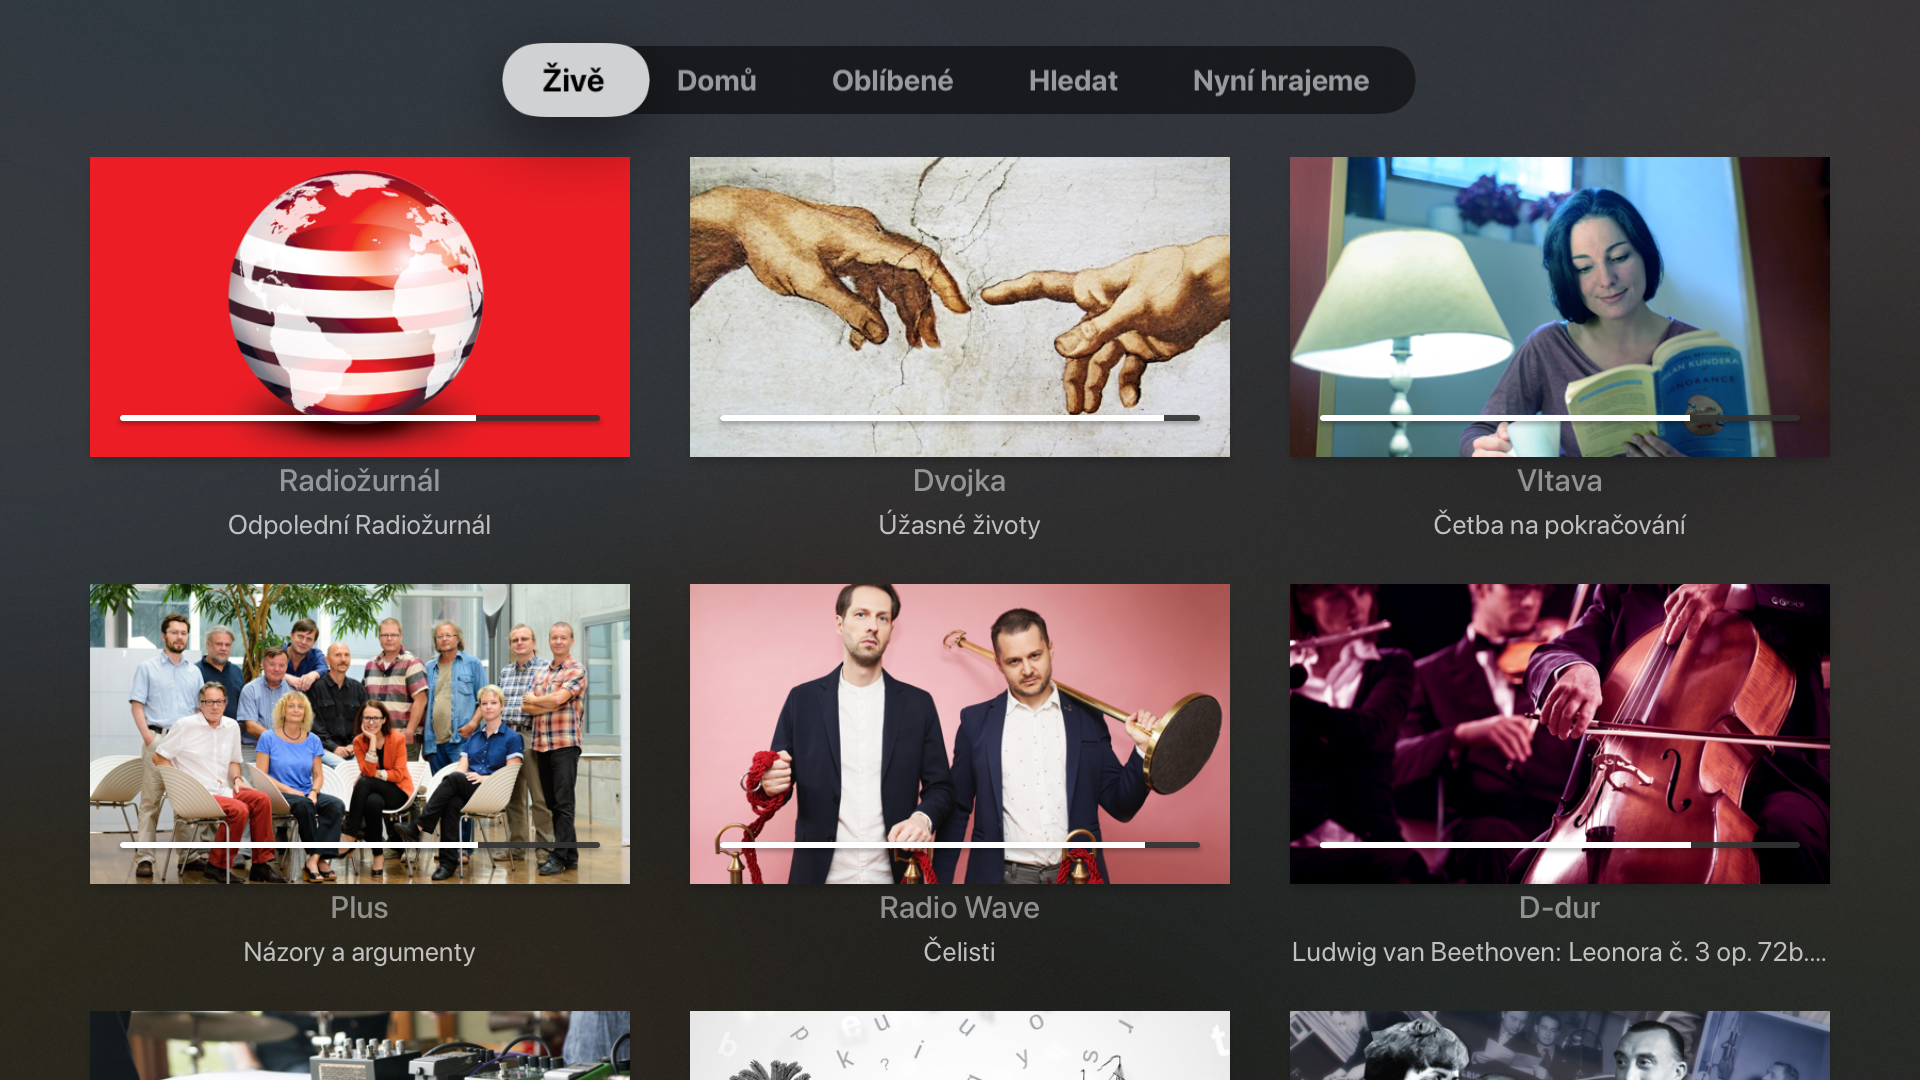 Živě
Domů
Oblíbené
Hledat
Nyní hrajeme
KUNDERA
Radiožurnál
Odpolední Radiožurnál
Dvojka
Úžasné životy
Vltava
Četba na pokračování
Plus
Názory a argumenty
Radio Wave
Čelisti
D-dur
Ludwig van Beethoven: Leonora č. 3 op. 72b....
b p e u u o r t
k ? i y s